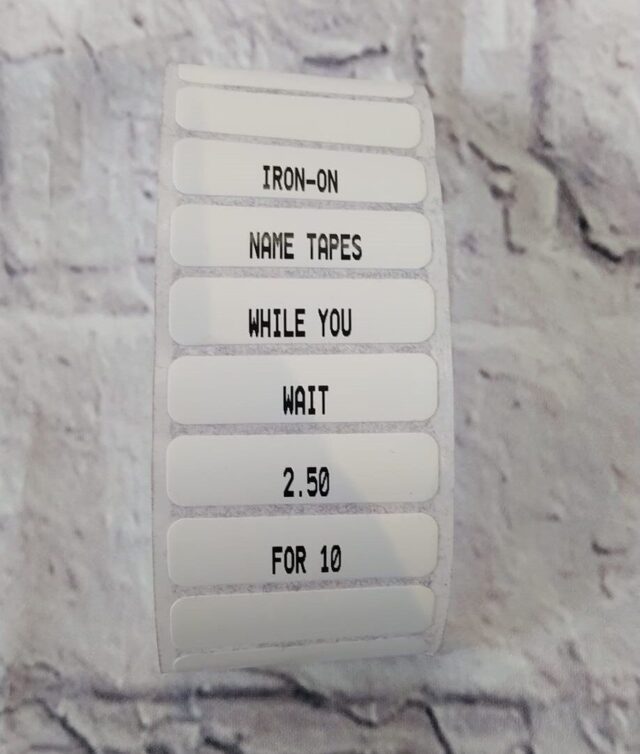 IRON-ON
NAME TAPES
WHILE YOU
WAIT
2.50
FOR 10